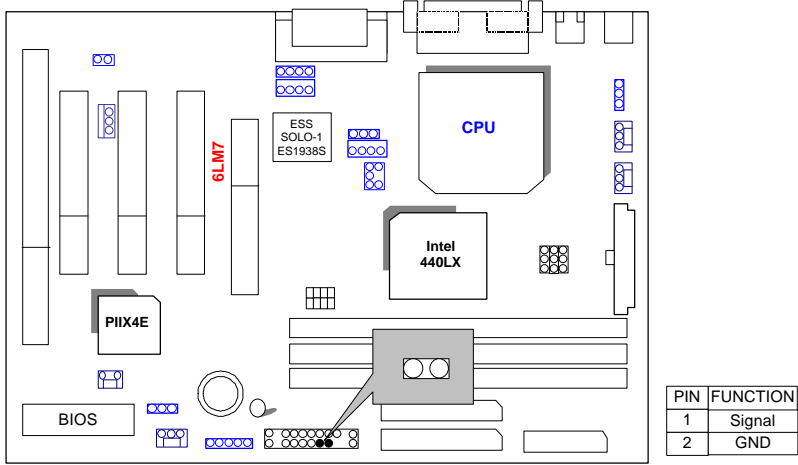 ESS
SOLO-1
ES1938S
CPU
6LM7
Intel
440LX
PIIX4E
BIOS
PIN FUNCTION
1 Signal
2 GND